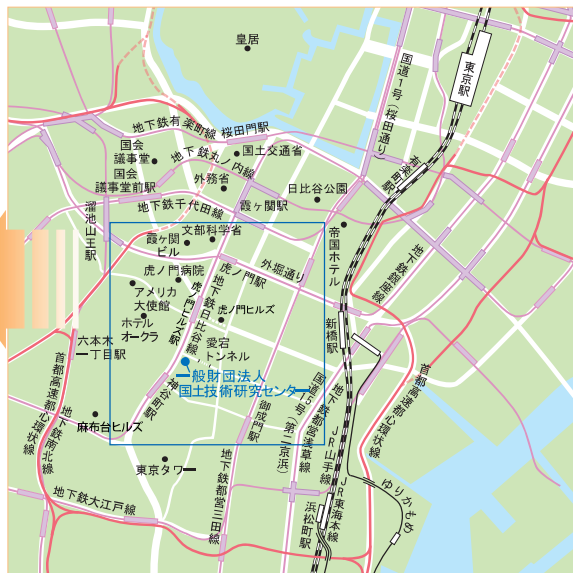 皇居
東京駅
国道1号(桜田通り)
地下鉄有楽町線 桜田門駅
有楽町駅
国会
議事堂
国土交通省
地下鉄丸ノ内線
国会
議事堂前駅
外務省
日比谷公園
地下鉄千代田線
霞ヶ関駅
溜池山王駅
帝国ホテル
地下鉄銀座線
文部科学省
霞ヶ関
ビル
外堀通り
虎ノ門駅
虎ノ門病院
アメリカ
大使館
虎ノ門ヒルズ駅
地下鉄日比谷線
虎ノ門ヒルズ
ホテル
オークラ
新橋駅
愛宕
トンネル
六本木
一丁目駅
一般財団法人
国土技術研究センター
首都高速都心環状線
地下鉄南北線
神谷町駅
御成門駅
国道15号(第二京浜)
地下鉄都営浅草線
JR山手線
首都高速都心環状線
麻布台ヒルズ
東京タワー
地下鉄都営三田線
JR東海本線
ゆりかもめ
地下鉄大江戸線
浜松町駅